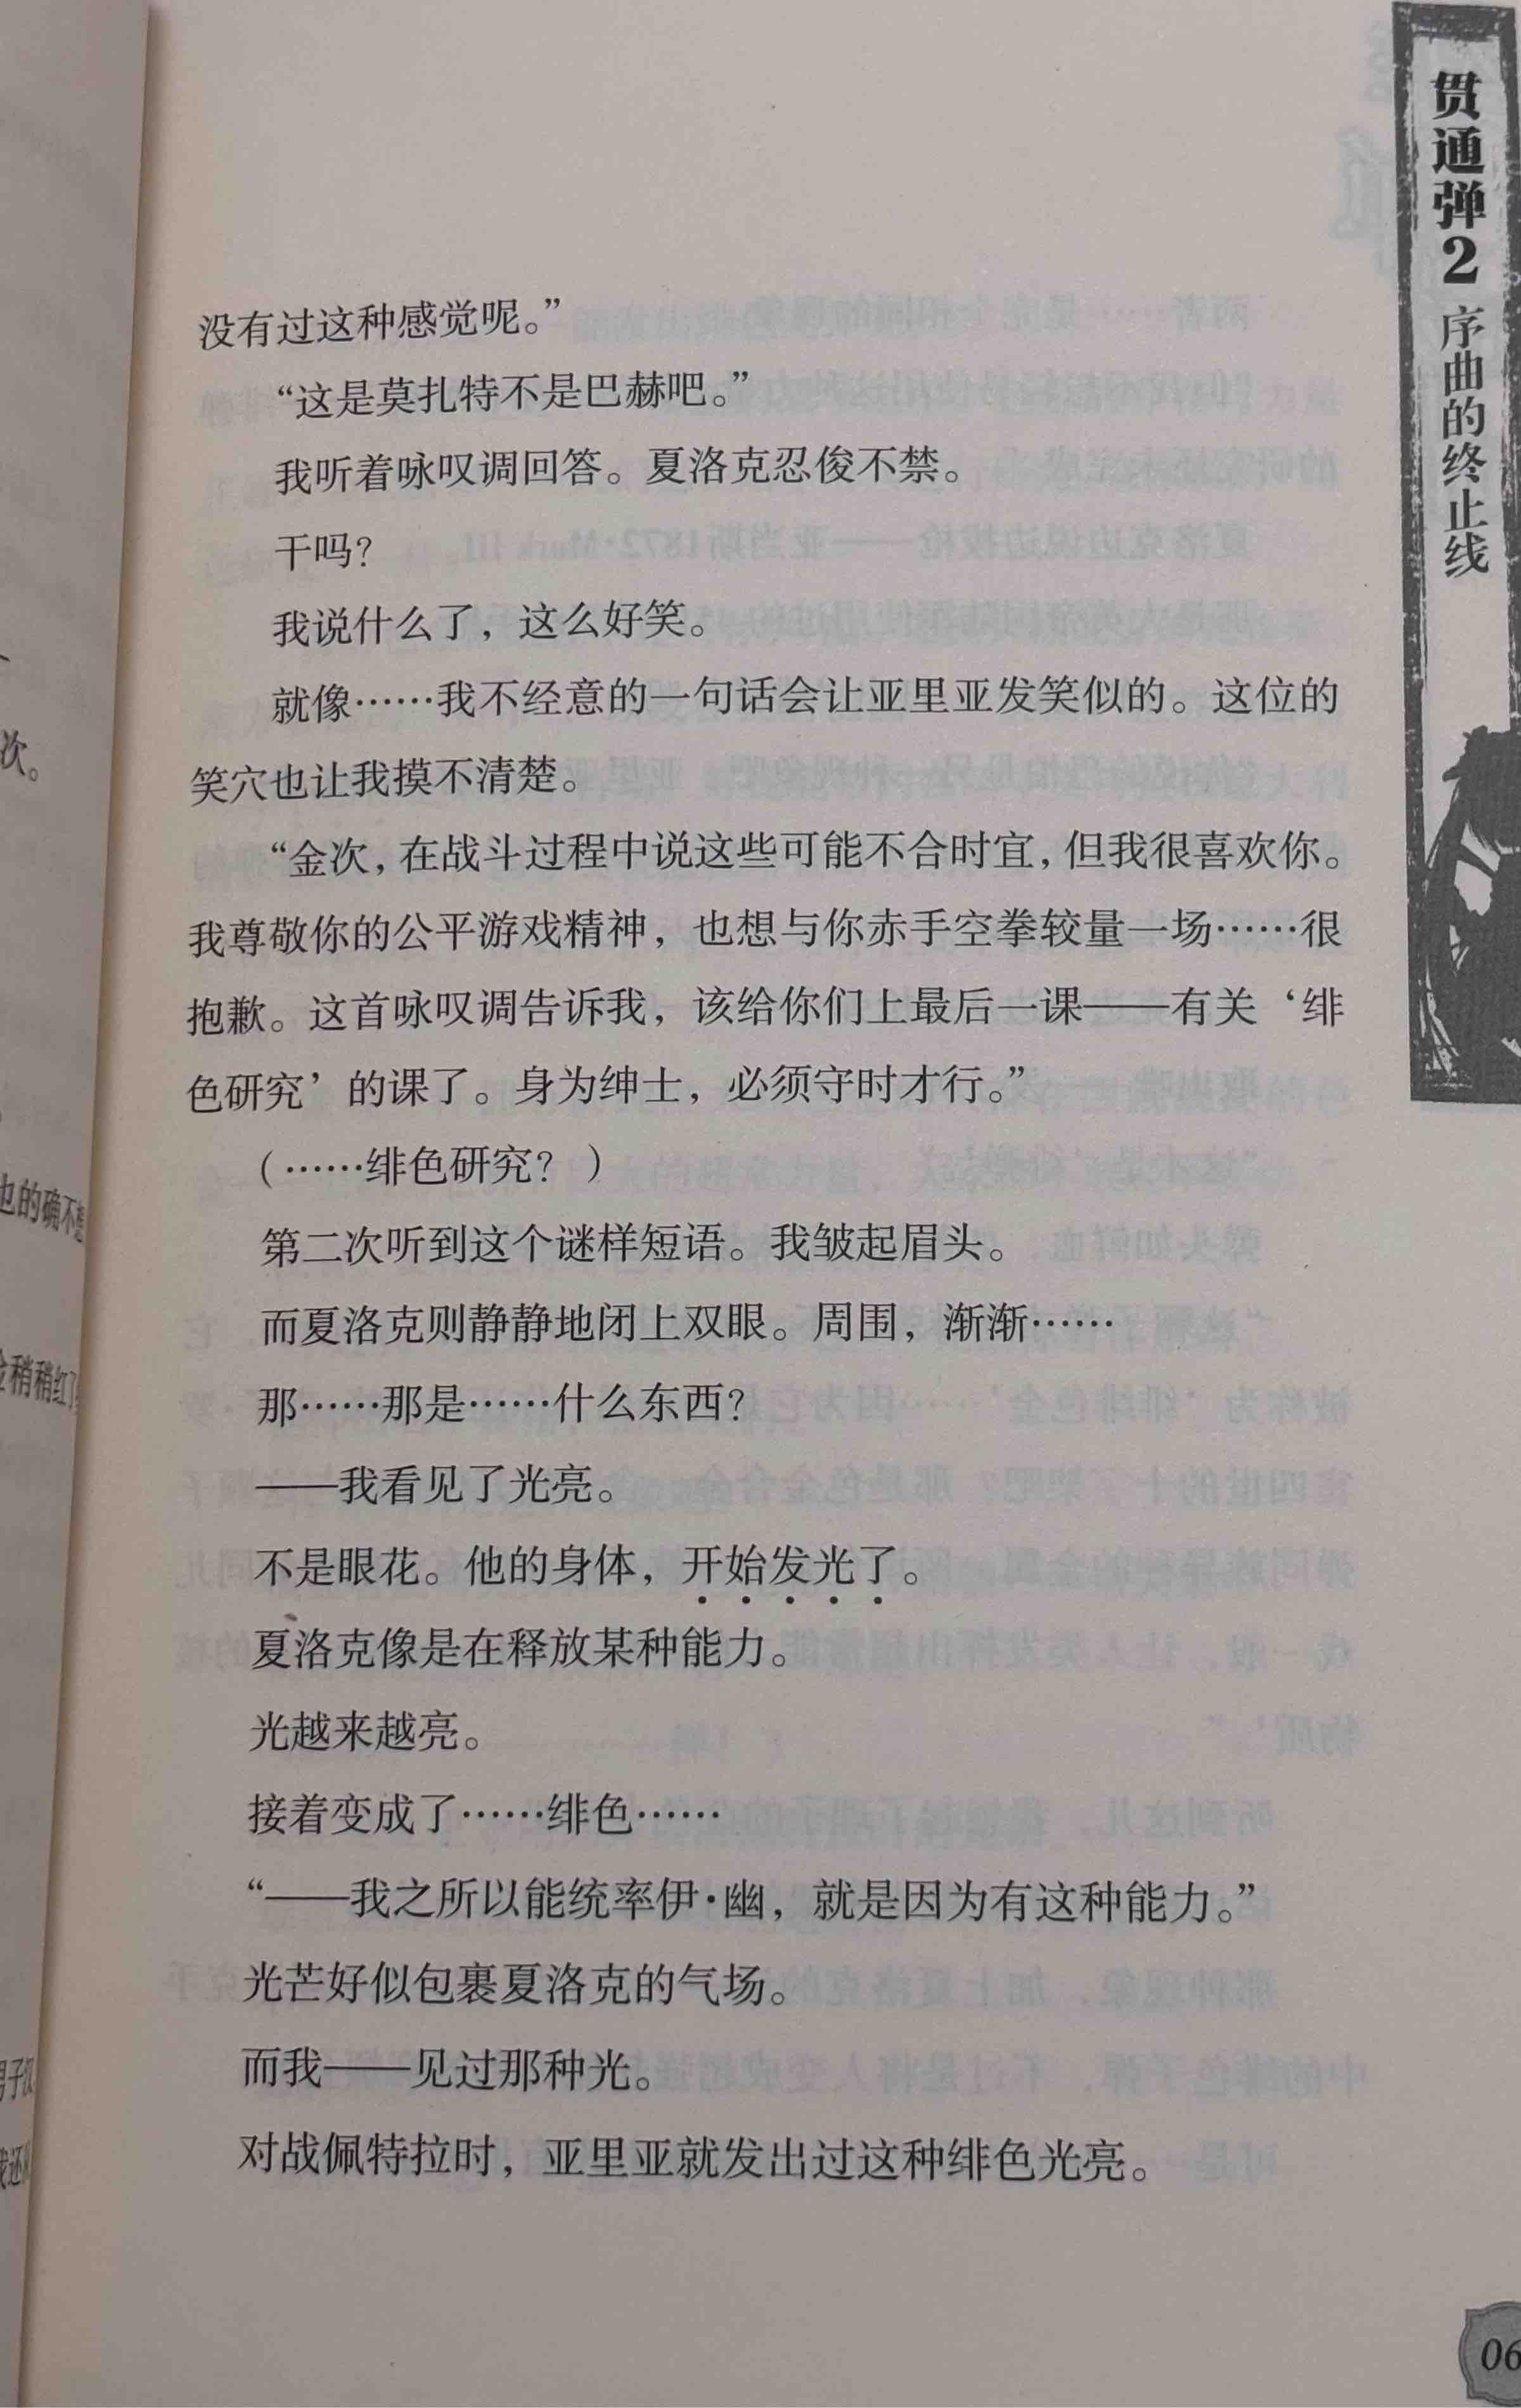 没有过这种感觉呢。”
“这是莫扎特不是巴赫吧。”
我听着咏叹调回答。夏洛克忍俊不禁。
干吗？
我说什么了，这么好笑。
就像……我不经意的一句话会让亚里亚发笑似的。这位的
笑穴也让我摸不清楚。
“金次，在战斗过程中说这些可能不合时宜，但我很喜欢你。
我尊敬你的公平游戏精神，也想与你赤手空拳较量一场……很
抱歉。这首咏叹调告诉我，该给你们上最后一课——有关‘绯
色研究’的课了。身为绅士，必须守时才行。”
（……绯色研究？）
第二次听到这个谜样短语。我皱起眉头。
而夏洛克则静静地闭上双眼。周围，渐渐……
那……那是……什么东西？
——我看见了光亮。
不是眼花。他的身体，开始发光了。
夏洛克像是在释放某种能力。
光越来越亮。
接着变成了……绯色……
“——我之所以能统率伊·幽，就是因为有这种能力。”
光芒好似包裹夏洛克的气场。
而我——见过那种光。
对战佩特拉时，亚里亚就发出过这种绯色光亮。
贯通弹2 序曲的终止线
次。
也的确不
稍稍红了
06